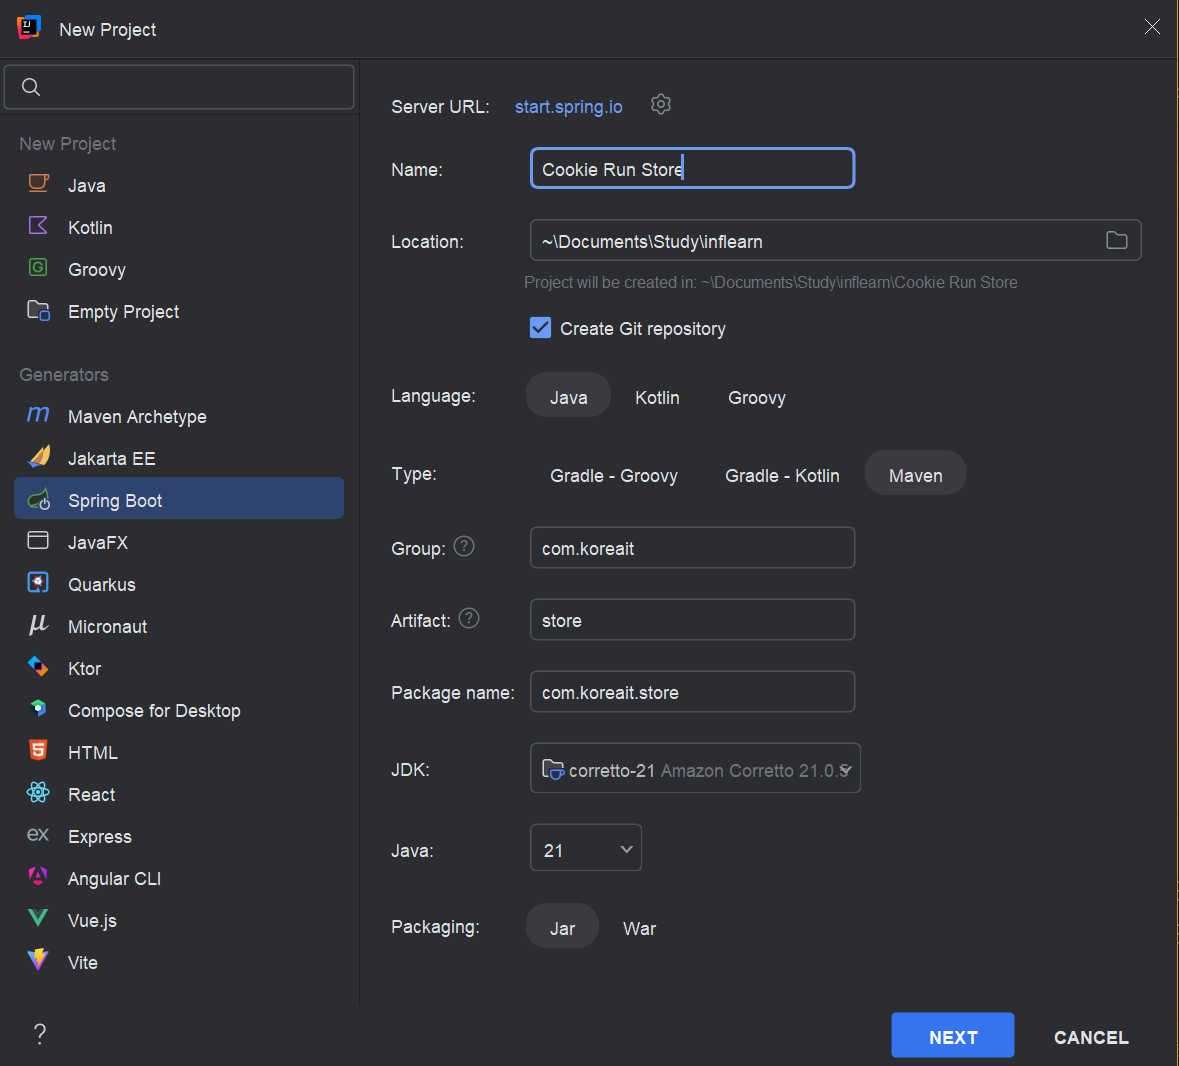 New Project
Server URL: start.spring.io
New Project
Java
Kotlin
Groovy
Empty Project
Generators
Maven Archetype
Jakarta EE
Spring Boot
JavaFX
Quarkus
Micronaut
Ktor
Compose for Desktop
HTML
React
Express
Angular CLI
Vue.js
Vite
Name: Cookie Run Store
Location: ~\Documents\Study\inflearn
Project will be created in: ~\Documents\Study\inflearn\Cookie Run Store
Create Git repository
Language: Java Kotlin Groovy
Type: Gradle - Groovy Gradle - Kotlin Maven
Group: ? com.koreait
Artifact: ? store
Package name: com.koreait.store
JDK: corretto-21 Amazon Corretto 21.0.5
Java: 21
Packaging: Jar War
? NEXT CANCEL